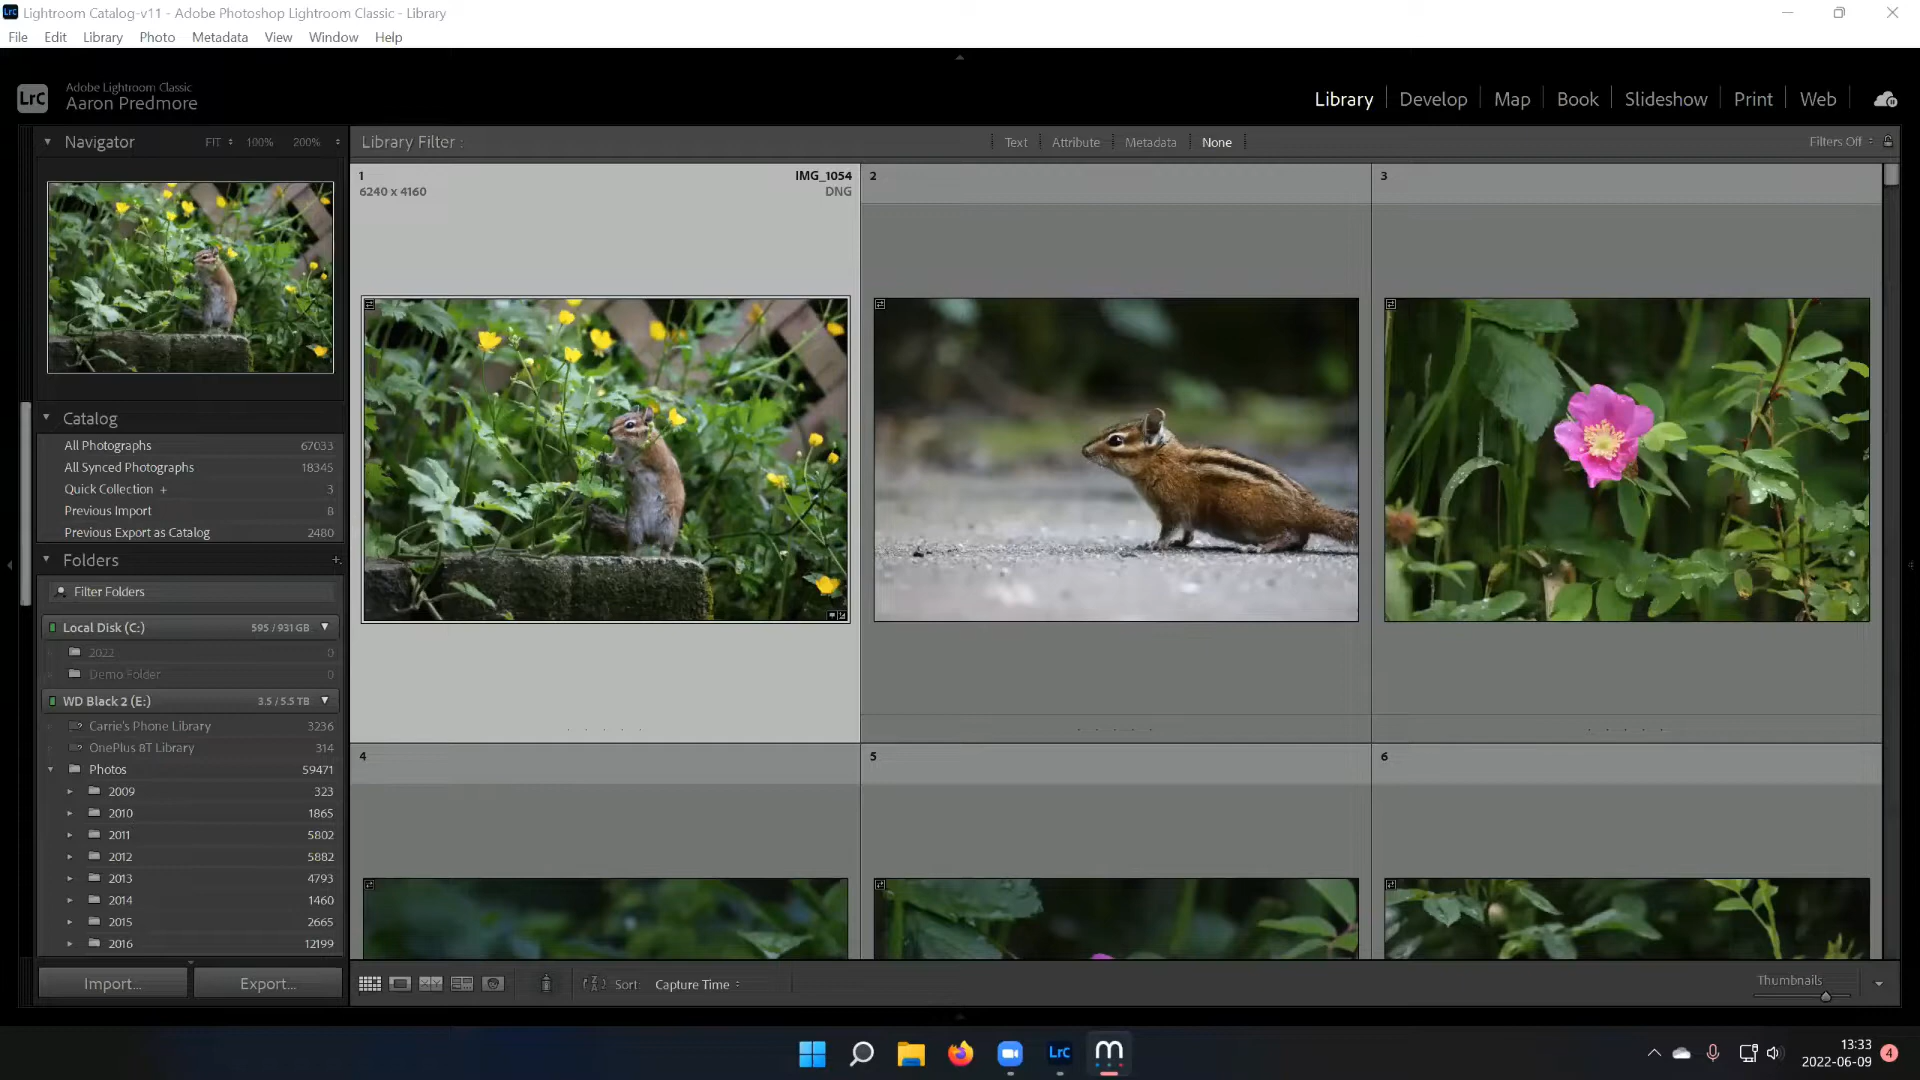 Lightroom Catalog-v11 - Adobe Photoshop Lightroom Classic - Library
File Edit Library Photo Metadata View Window Help
LrC
Adobe Lightroom Classic
Aaron Predmore
Library Develop Map Book Slideshow Print Web
Navigator FIT 100% 200%
Library Filter : Text Attribute Metadata None Filters Off
1 IMG_1054
6240 x 4160 DNG
2
3
Catalog
All Photographs 67033
All Synced Photographs 18345
Quick Collection + 3
Previous Import 8
Previous Export as Catalog 2480
Folders +
Filter Folders
Local Disk (C:) 595 / 931 GB
2022 0
Demo Folder 0
WD Black 2 (E:) 3.5 / 5.5 TB
Carrie's Phone Library 3236
OnePlus 8T Library 314
Photos 59471
2009 323
2010 1865
2011 5802
2012 5882
2013 4793
2014 1460
2015 2665
2016 12199
4
5
6
Import... Export...
Sort: Capture Time
Thumbnails
LrC
13:33
2022-06-09
4